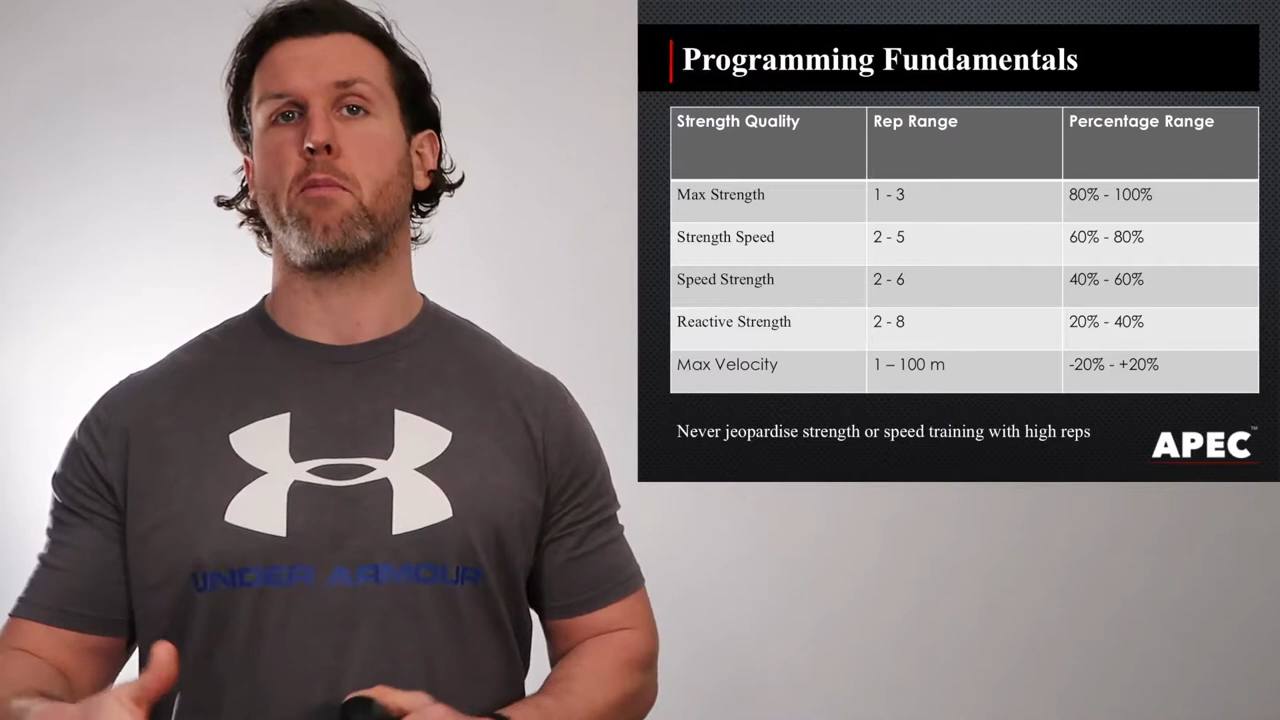 Programming Fundamentals
Strength Quality Rep Range Percentage Range
Max Strength 1 - 3 80% - 100%
Strength Speed 2 - 5 60% - 80%
Speed Strength 2 - 6 40% - 60%
Reactive Strength 2 - 8 20% - 40%
Max Velocity 1 – 100 m -20% - +20%
Never jeopardise strength or speed training with high reps
APEC™
UNDER ARMOUR